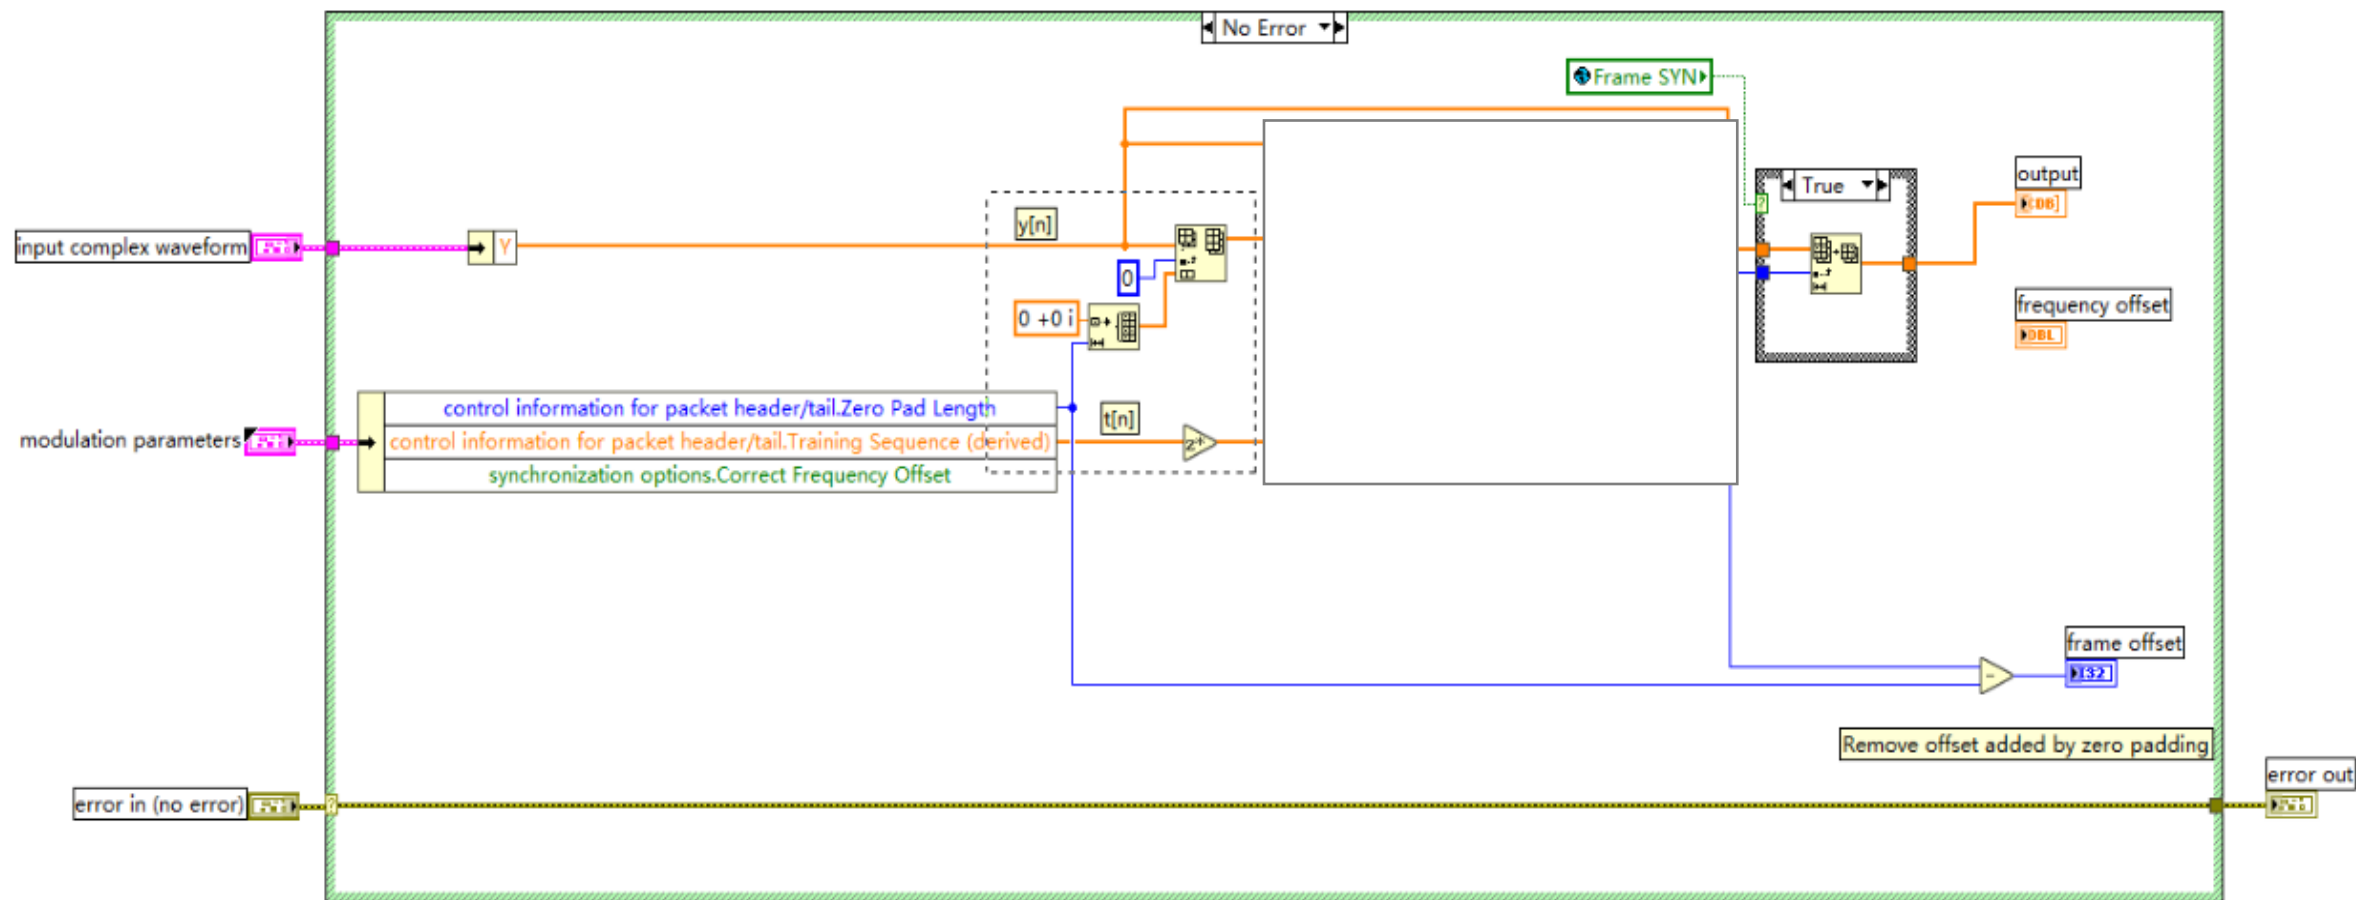 No Error
Frame SYN
True
output
[CDB]
y[n]
input complex waveform
Y
0
frequency offset
DBL
0 +0 i
control information for packet header/tail.Zero Pad Length
t[n]
modulation parameters
control information for packet header/tail.Training Sequence (derived)
synchronization options.Correct Frequency Offset
frame offset
I32
Remove offset added by zero padding
error in (no error)
error out